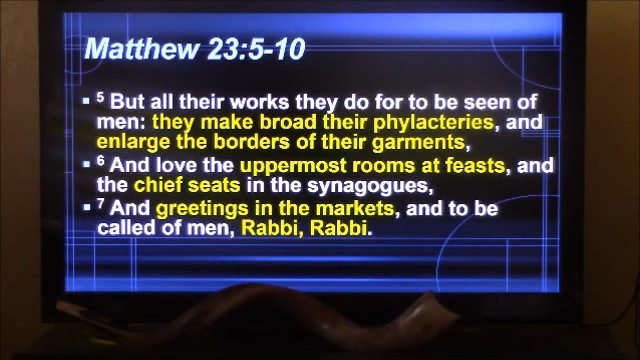 Matthew 23:5-10
▪ 5 But all their works they do for to be seen of
men: they make broad their phylacteries, and
enlarge the borders of their garments,
▪ 6 And love the uppermost rooms at feasts, and
the chief seats in the synagogues,
▪ 7 And greetings in the markets, and to be
called of men, Rabbi, Rabbi.